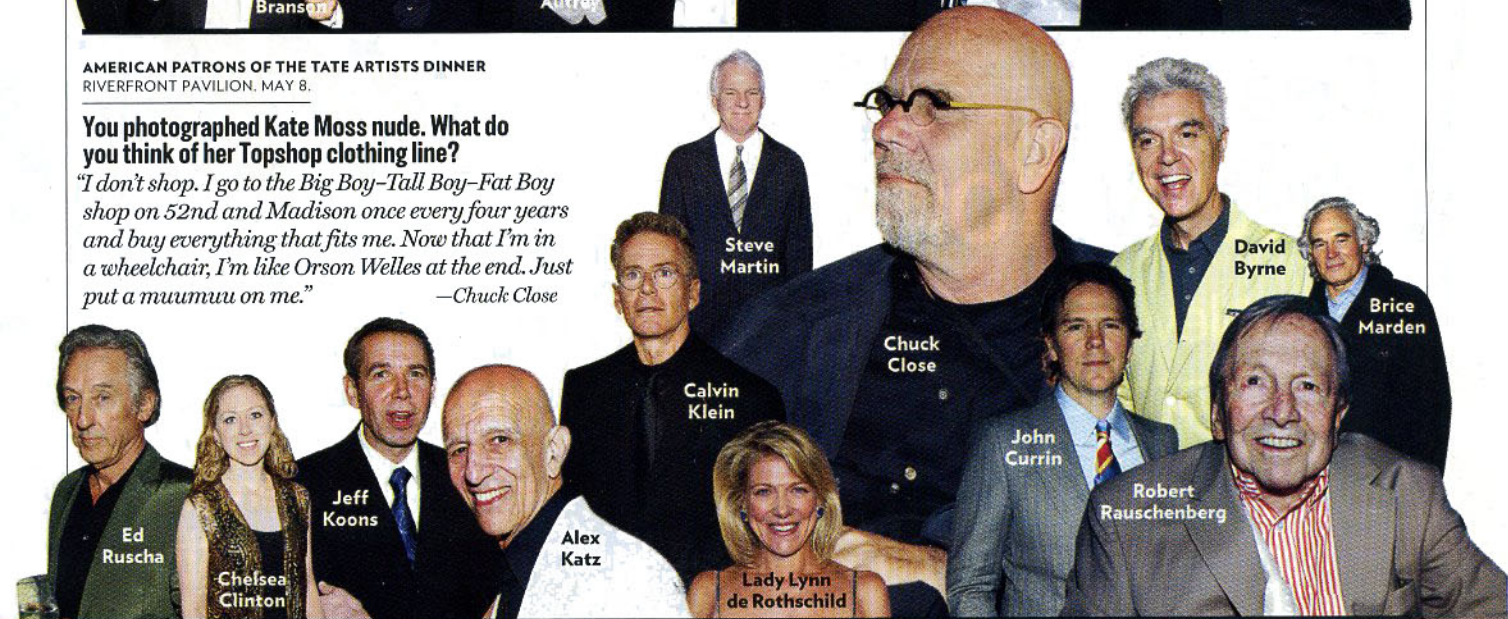 Branson
Autrey
AMERICAN PATRONS OF THE TATE ARTISTS DINNER
RIVERFRONT PAVILION. MAY 8.
You photographed Kate Moss nude. What do
you think of her Topshop clothing line?
“I don’t shop. I go to the Big Boy–Tall Boy–Fat Boy
shop on 52nd and Madison once every four years
and buy everything that fits me. Now that I’m in
a wheelchair, I’m like Orson Welles at the end. Just
put a muumuu on me.”
—Chuck Close
Steve
Martin
David
Byrne
Brice
Marden
Chuck
Close
Calvin
Klein
John
Currin
Robert
Rauschenberg
Jeff
Koons
Ed
Ruscha
Alex
Katz
Chelsea
Clinton
Lady Lynn
de Rothschild